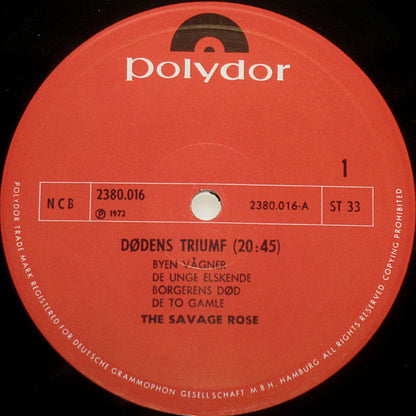 polydor
1
NCB
2380.016
℗ 1972
2380.016-A
ST 33
DØDENS TRIUMF (20:45)
BYEN VÅGNER
DE UNGE ELSKENDE
BORGERENS DØD
DE TO GAMLE
THE SAVAGE ROSE
POLYDOR TRADE MARK REGISTERED FOR DEUTSCHE GRAMMOPHON GESELLSCHAFT M B H, HAMBURG ALL RIGHTS RESERVED. COPYING PROHIBITED